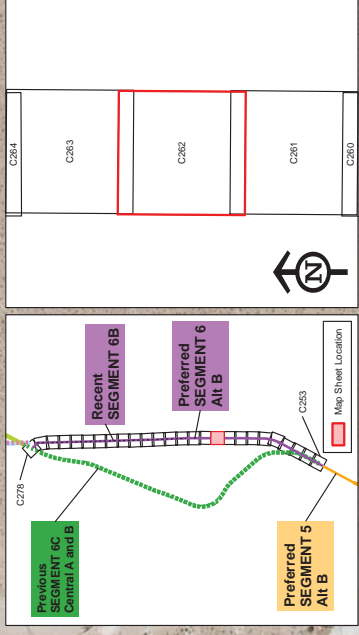 C264
C263
C262
C261
C260
N
C278
Previous
SEGMENT 6C
Central A and B
Recent
SEGMENT 6B
Preferred
SEGMENT 6
Alt B
Preferred
SEGMENT 5
Alt B
C253
Map Sheet Location